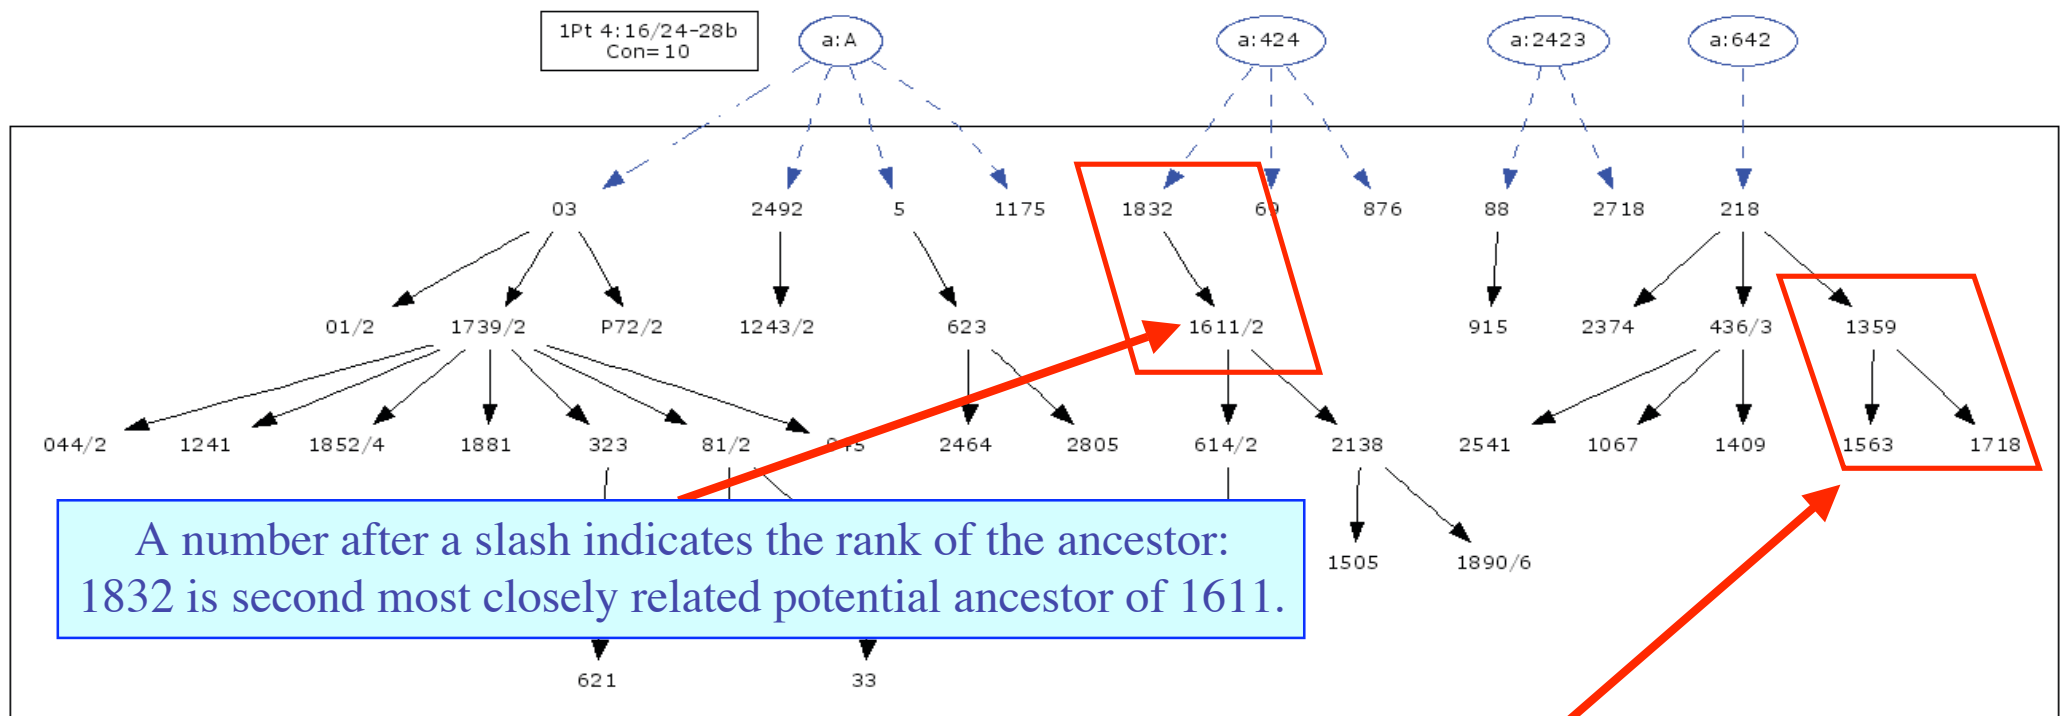 1Pt 4:16/24-28b
Con=10
a:A a:424 a:2423 a:642
03 2492 5 1175 1832 69 876 88 2718 218
01/2 1739/2 P72/2 1243/2 623 1611/2 915 2374 436/3 1359
044/2 1241 1852/4 1881 323 81/2 945 2464 2805 614/2 2138 2541 1067 1409 1563 1718
A number after a slash indicates the rank of the ancestor:
1832 is second most closely related potential ancestor of 1611.
1505 1890/6
621 33